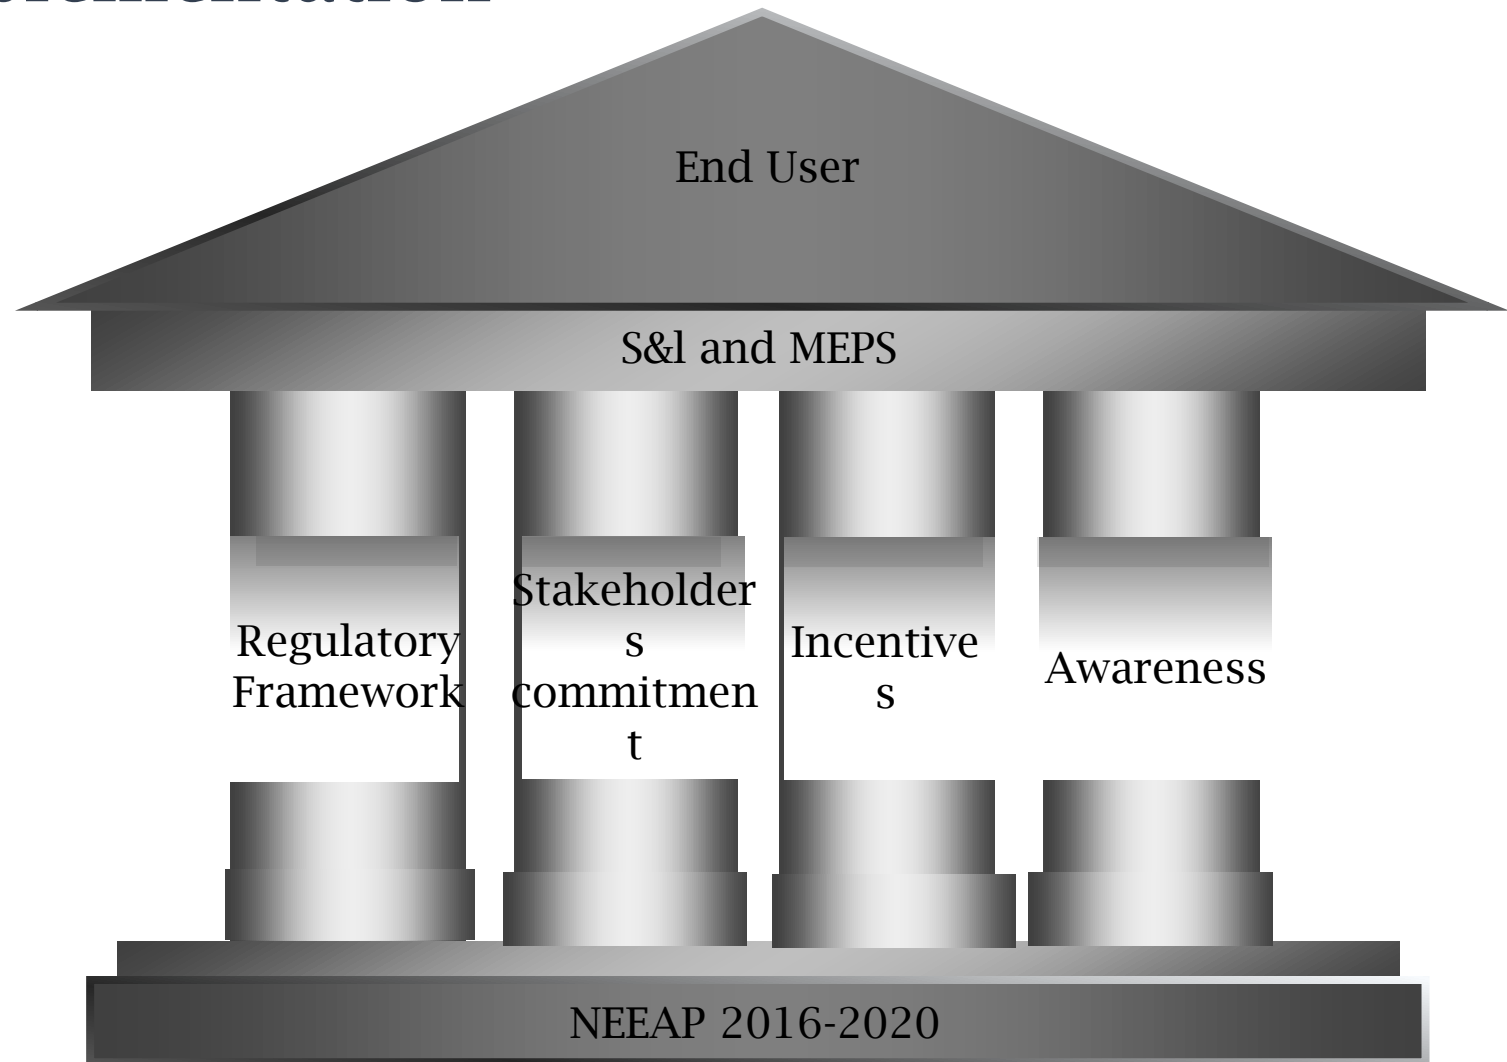 End User
S&l and MEPS
Regulatory
Framework
Stakeholder
s
commitmen
t
Incentive
s
Awareness
NEEAP 2016-2020